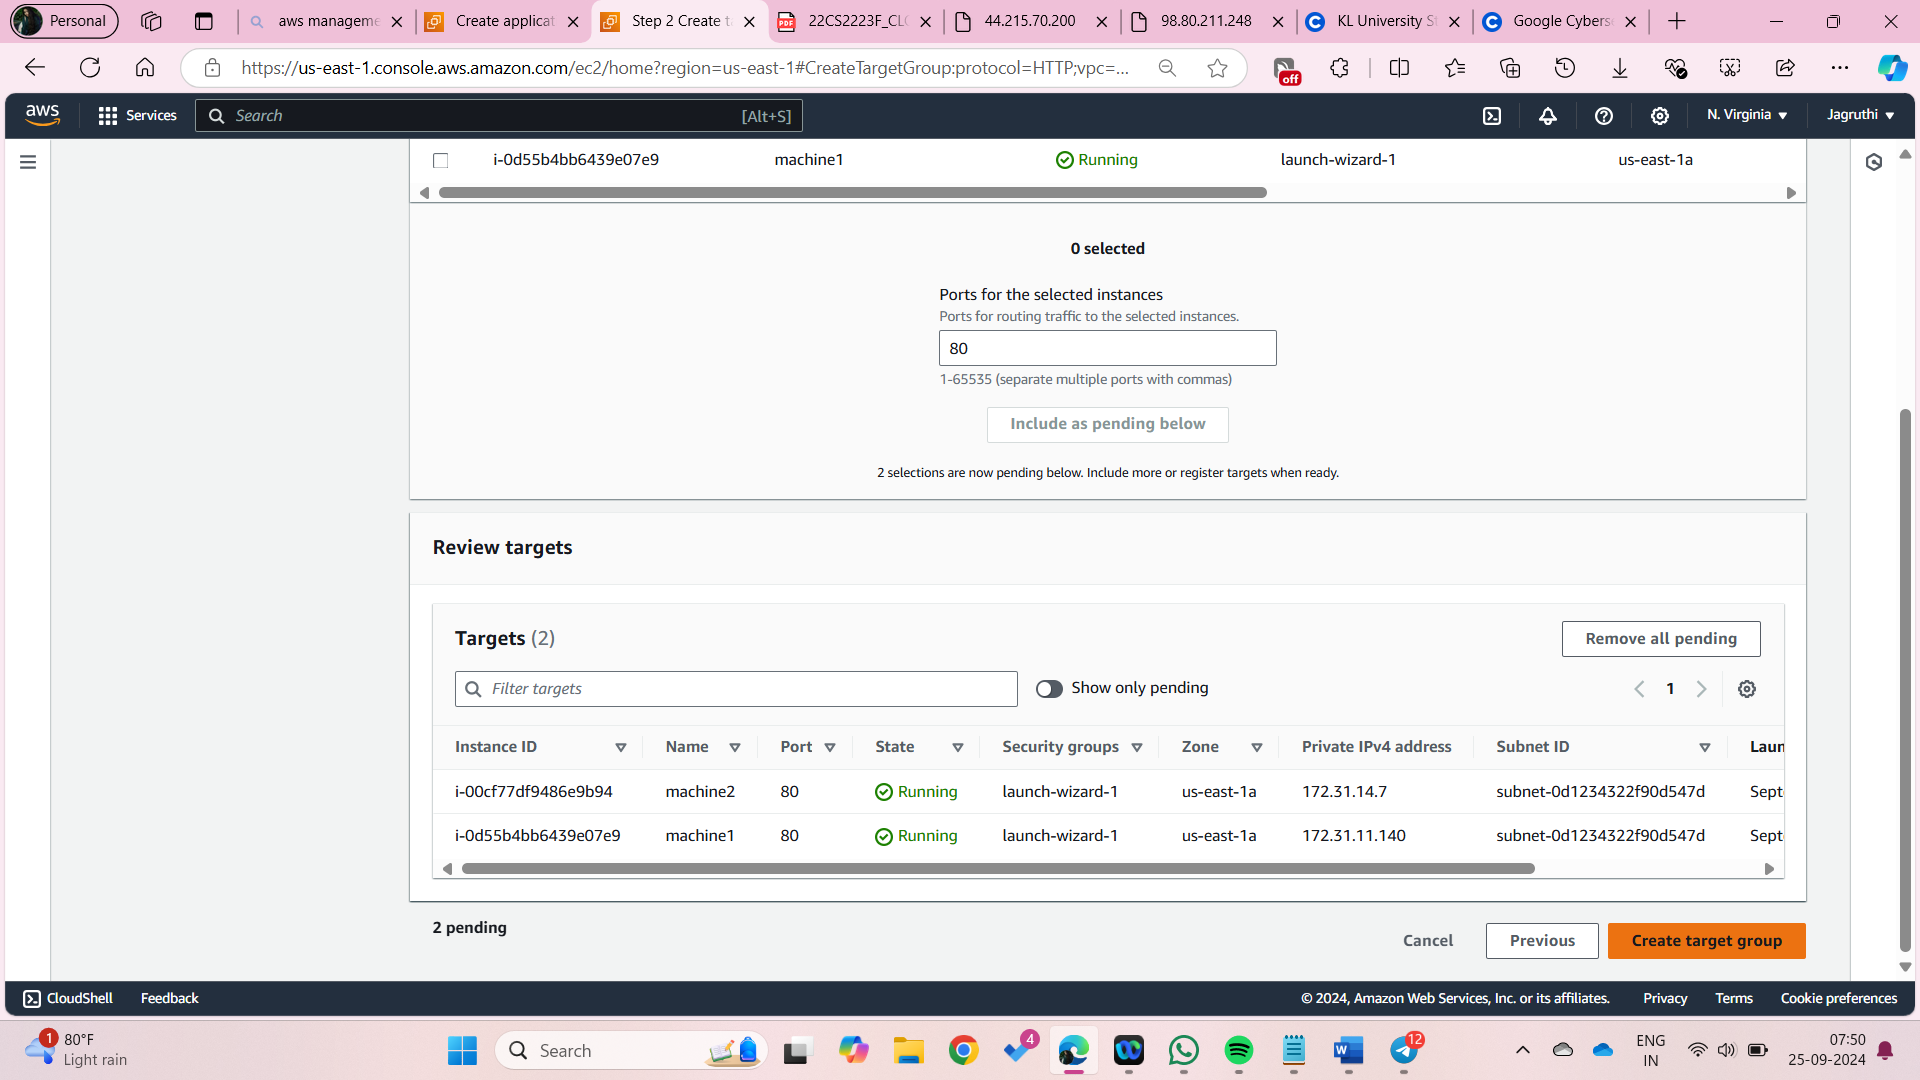 Personal
aws manageme
Create applicat
Step 2 Create t
22CS2223F_CL
44.215.70.200
98.80.211.248
KL University St
Google Cyberse
https://us-east-1.console.aws.amazon.com/ec2/home?region=us-east-1#CreateTargetGroup:protocol=HTTP;vpc=...
off
aws
Services
Search
[Alt+S]
N. Virginia
Jagruthi
i-0d55b4bb6439e07e9 machine1 Running launch-wizard-1 us-east-1a
0 selected
Ports for the selected instances
Ports for routing traffic to the selected instances.
80
1-65535 (separate multiple ports with commas)
Include as pending below
2 selections are now pending below. Include more or register targets when ready.
Review targets
Targets (2)
Remove all pending
Filter targets
Show only pending
1
Instance ID Name Port State Security groups Zone Private IPv4 address Subnet ID Laun
i-00cf77df9486e9b94 machine2 80 Running launch-wizard-1 us-east-1a 172.31.14.7 subnet-0d1234322f90d547d Septe
i-0d55b4bb6439e07e9 machine1 80 Running launch-wizard-1 us-east-1a 172.31.11.140 subnet-0d1234322f90d547d Septe
2 pending
Cancel
Previous
Create target group
CloudShell
Feedback
© 2024, Amazon Web Services, Inc. or its affiliates.
Privacy
Terms
Cookie preferences
1
80°F
Light rain
Search
4
12
ENG
IN
07:50
25-09-2024